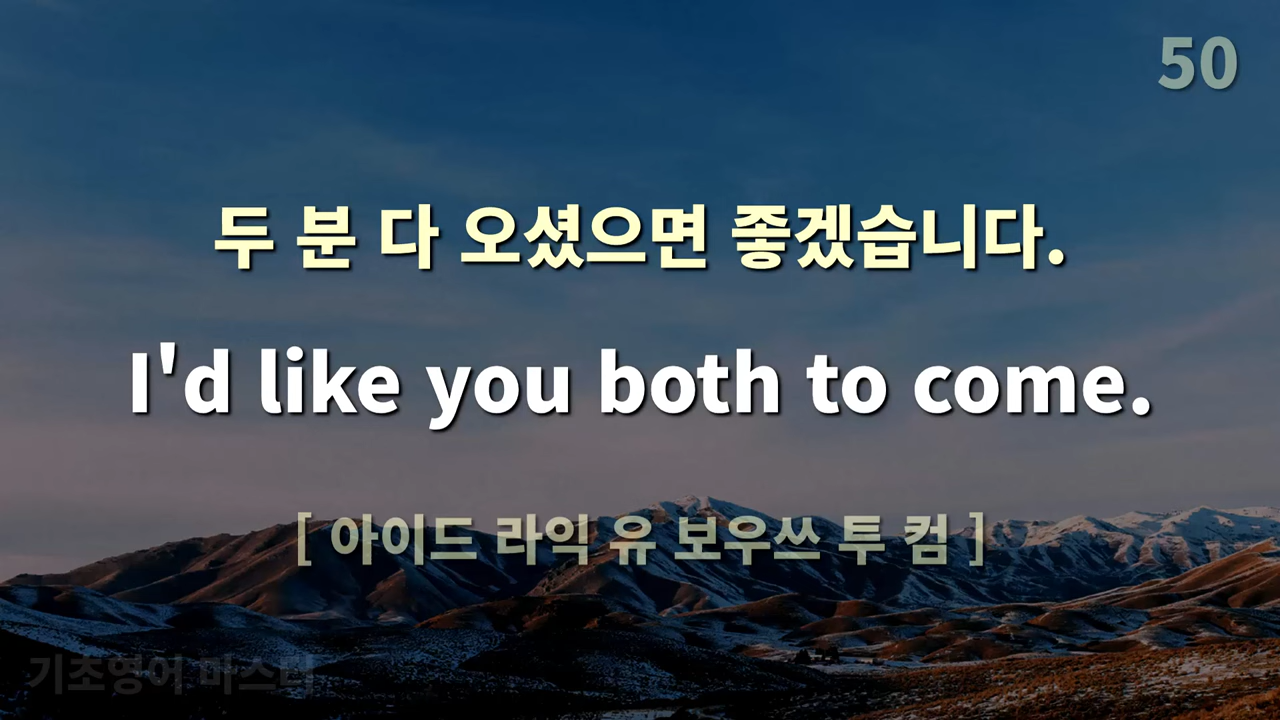 50
두 분 다 오셨으면 좋겠습니다.
I'd like you both to come.
[ 아이드 라익 유 보우쓰 투 컴 ]
기초영어 마스터